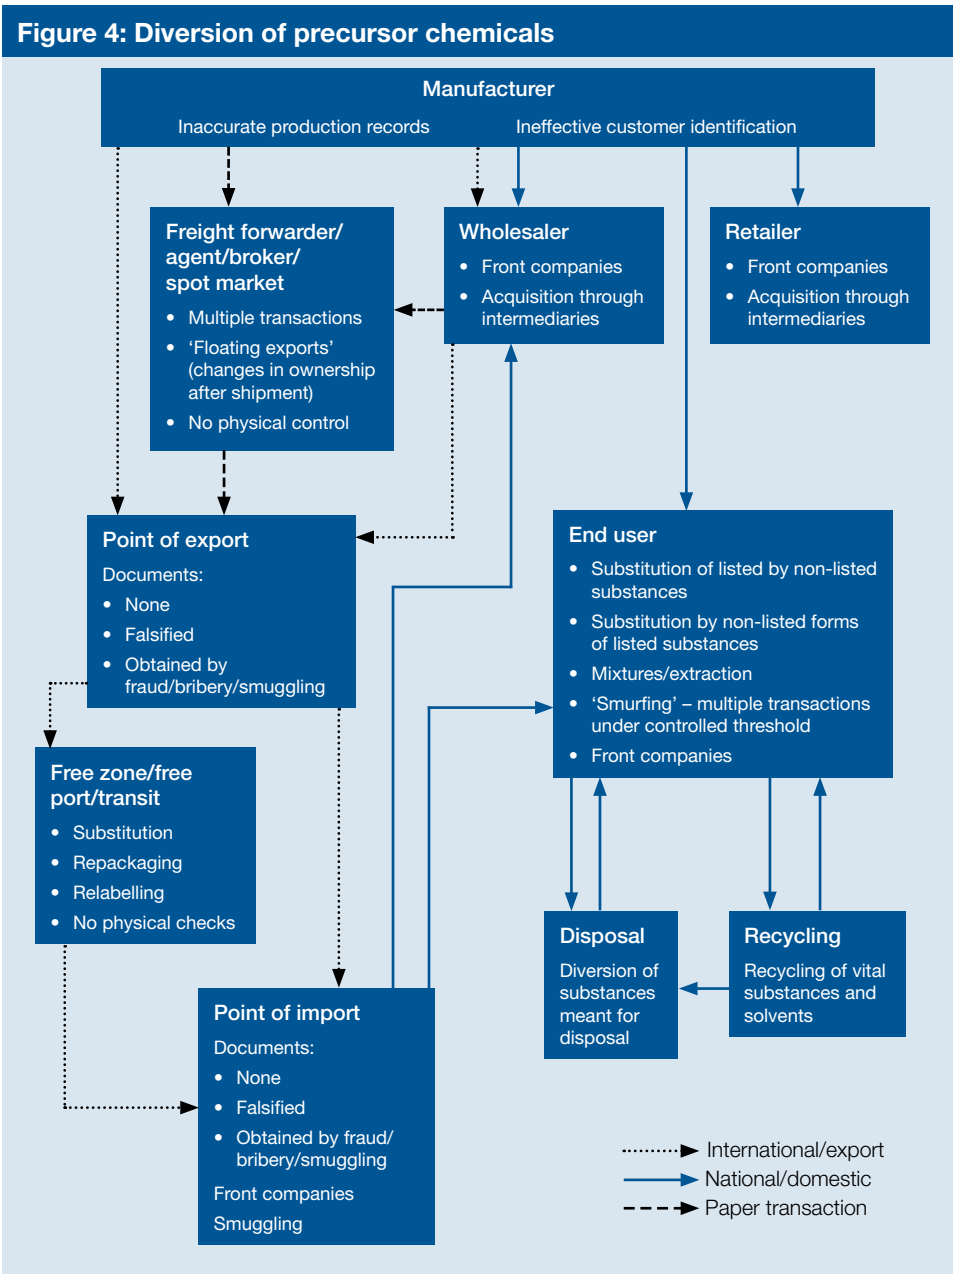 Figure 4: Diversion of precursor chemicals
Manufacturer
Inaccurate production records
Ineffective customer identification
Freight forwarder/
agent/broker/
spot market
• Multiple transactions
• ‘Floating exports’
(changes in ownership
after shipment)
• No physical control
Wholesaler
• Front companies
• Acquisition through
intermediaries
Retailer
• Front companies
• Acquisition through
intermediaries
Point of export
Documents:
• None
• Falsified
• Obtained by
fraud/bribery/smuggling
End user
• Substitution of listed by non-listed
substances
• Substitution by non-listed forms
of listed substances
• Mixtures/extraction
• ‘Smurfing’ – multiple transactions
under controlled threshold
• Front companies
Free zone/free
port/transit
• Substitution
• Repackaging
• Relabelling
• No physical checks
Disposal
Diversion of
substances
meant for
disposal
Recycling
Recycling of vital
substances and
solvents
Point of import
Documents:
• None
• Falsified
• Obtained by fraud/
bribery/smuggling
Front companies
Smuggling
International/export
National/domestic
Paper transaction